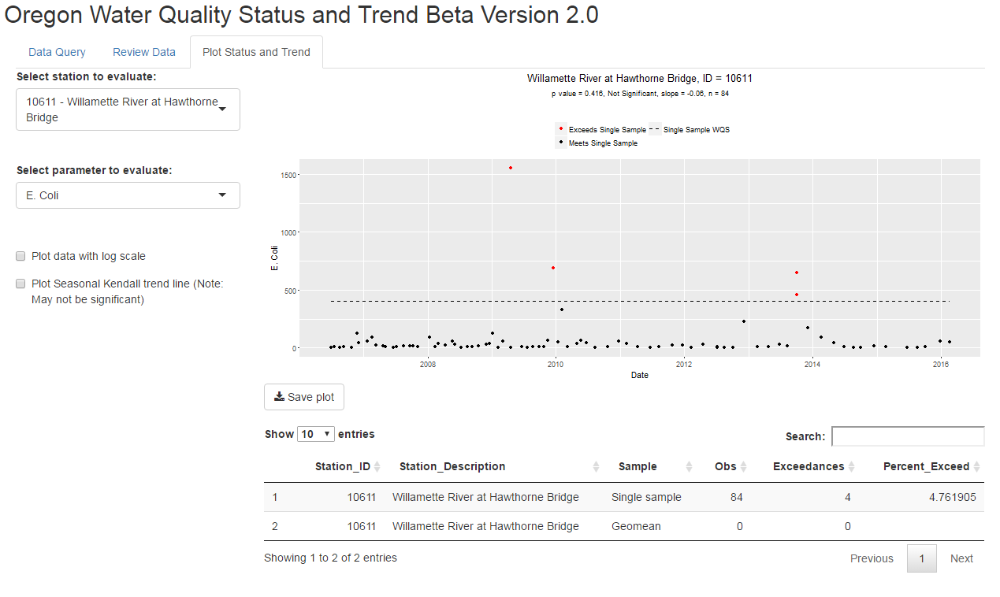 Oregon Water Quality Status and Trend Beta Version 2.0
Data Query Review Data Plot Status and Trend
Select station to evaluate:
10611 - Willamette River at Hawthorne
Bridge
Select parameter to evaluate:
E. Coli
Plot data with log scale
Plot Seasonal Kendall trend line (Note:
May not be significant)
Willamette River at Hawthorne Bridge, ID = 10611
p value = 0.416, Not Significant, slope = -0.06, n = 84
Exceeds Single Sample Single Sample WQS
Meets Single Sample
1500
1000
500
0
E. Coli
2008 2010 2012 2014 2016
Date
Save plot
Show 10 entries
Search:
Station_ID Station_Description Sample Obs Exceedances Percent_Exceed
1 10611 Willamette River at Hawthorne Bridge Single sample 84 4 4.761905
2 10611 Willamette River at Hawthorne Bridge Geomean 0 0
Showing 1 to 2 of 2 entries
Previous 1 Next